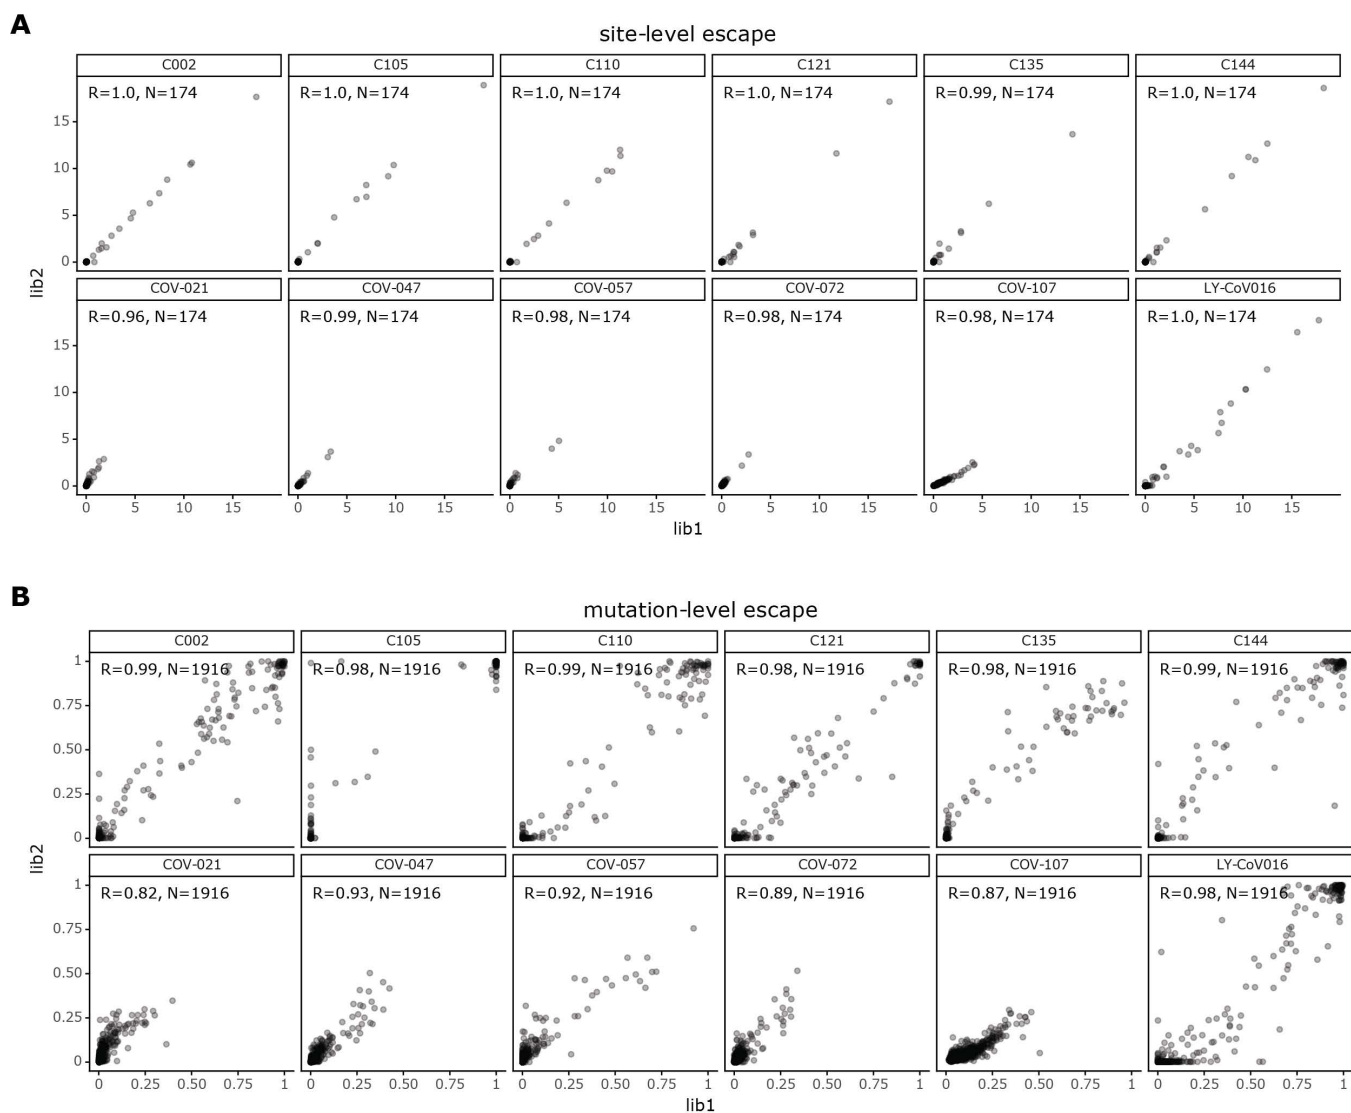 A
site-level escape
C002 C105 C110 C121 C135 C144
R=1.0, N=174 R=1.0, N=174 R=1.0, N=174 R=1.0, N=174 R=0.99, N=174 R=1.0, N=174
15
10
5
0
lib2
COV-021 COV-047 COV-057 COV-072 COV-107 LY-CoV016
R=0.96, N=174 R=0.99, N=174 R=0.98, N=174 R=0.98, N=174 R=0.98, N=174 R=1.0, N=174
15
10
5
0
0 5 10 15 0 5 10 15 0 5 10 15 0 5 10 15 0 5 10 15 0 5 10 15
lib1
B
mutation-level escape
C002 C105 C110 C121 C135 C144
R=0.99, N=1916 R=0.98, N=1916 R=0.99, N=1916 R=0.98, N=1916 R=0.98, N=1916 R=0.99, N=1916
1
0.75
0.50
0.25
0
lib2
COV-021 COV-047 COV-057 COV-072 COV-107 LY-CoV016
R=0.82, N=1916 R=0.93, N=1916 R=0.92, N=1916 R=0.89, N=1916 R=0.87, N=1916 R=0.98, N=1916
1
0.75
0.50
0.25
0
0 0.25 0.50 0.75 1 0 0.25 0.50 0.75 1 0 0.25 0.50 0.75 1 0 0.25 0.50 0.75 1 0 0.25 0.50 0.75 1 0 0.25 0.50 0.75 1
lib1